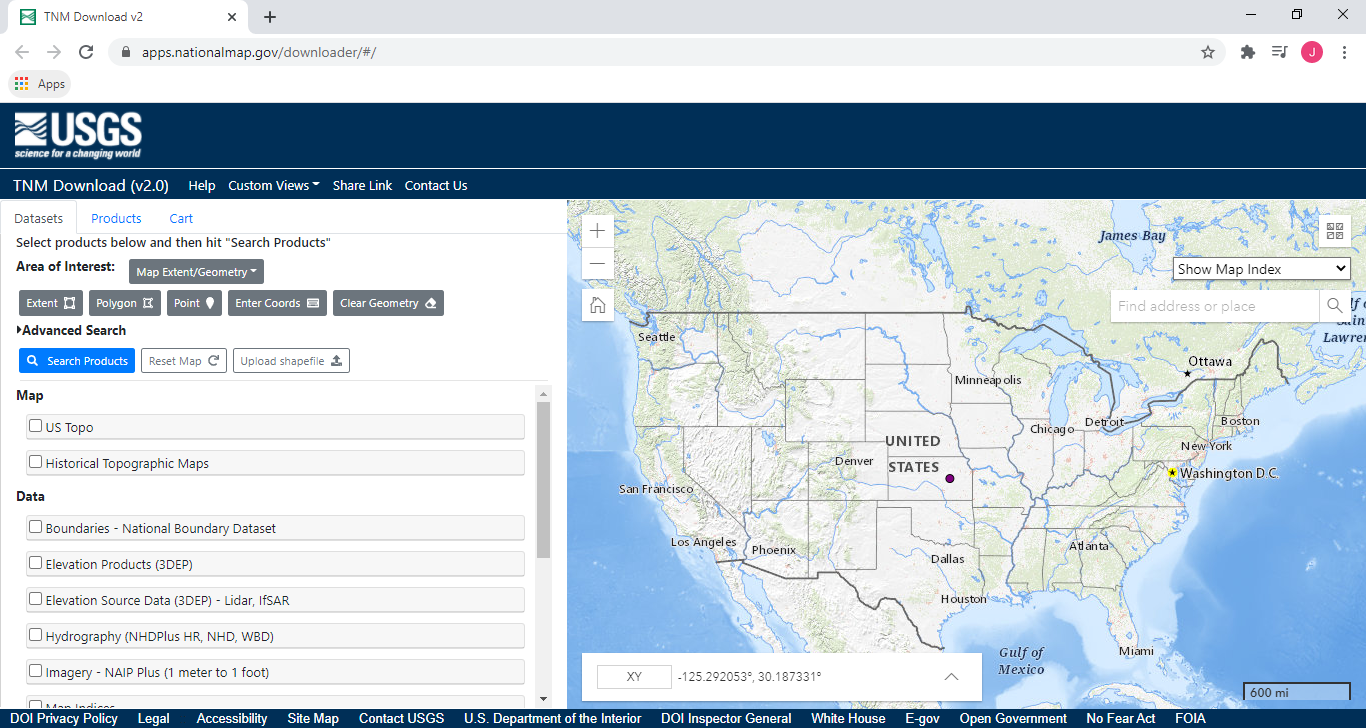 TNM Download v2
apps.nationalmap.gov/downloader/#/
J
Apps
USGS
science for a changing world
TNM Download (v2.0) Help Custom Views Share Link Contact Us
Datasets Products Cart
Select products below and then hit "Search Products"
Area of Interest: Map Extent/Geometry
Extent Polygon Point Enter Coords Clear Geometry
Advanced Search
Search Products Reset Map Upload shapefile
Map
US Topo
Historical Topographic Maps
Data
Boundaries - National Boundary Dataset
Elevation Products (3DEP)
Elevation Source Data (3DEP) - Lidar, IfSAR
Hydrography (NHDPlus HR, NHD, WBD)
Imagery - NAIP Plus (1 meter to 1 foot)
Map Indices
James Bay
Show Map Index
Find address or place
Gulf of
Saint
Lawrence
Seattle
Ottawa
Minneapolis
Boston
Chicago
Detroit
New York
UNITED
STATES
Denver
Washington D.C.
San Francisco
Los Angeles
Phoenix
Atlanta
Dallas
Houston
Miami
Gulf of
Mexico
XY -125.292053°, 30.187331°
600 mi
DOI Privacy Policy Legal Accessibility Site Map Contact USGS U.S. Department of the Interior DOI Inspector General White House E-gov Open Government No Fear Act FOIA